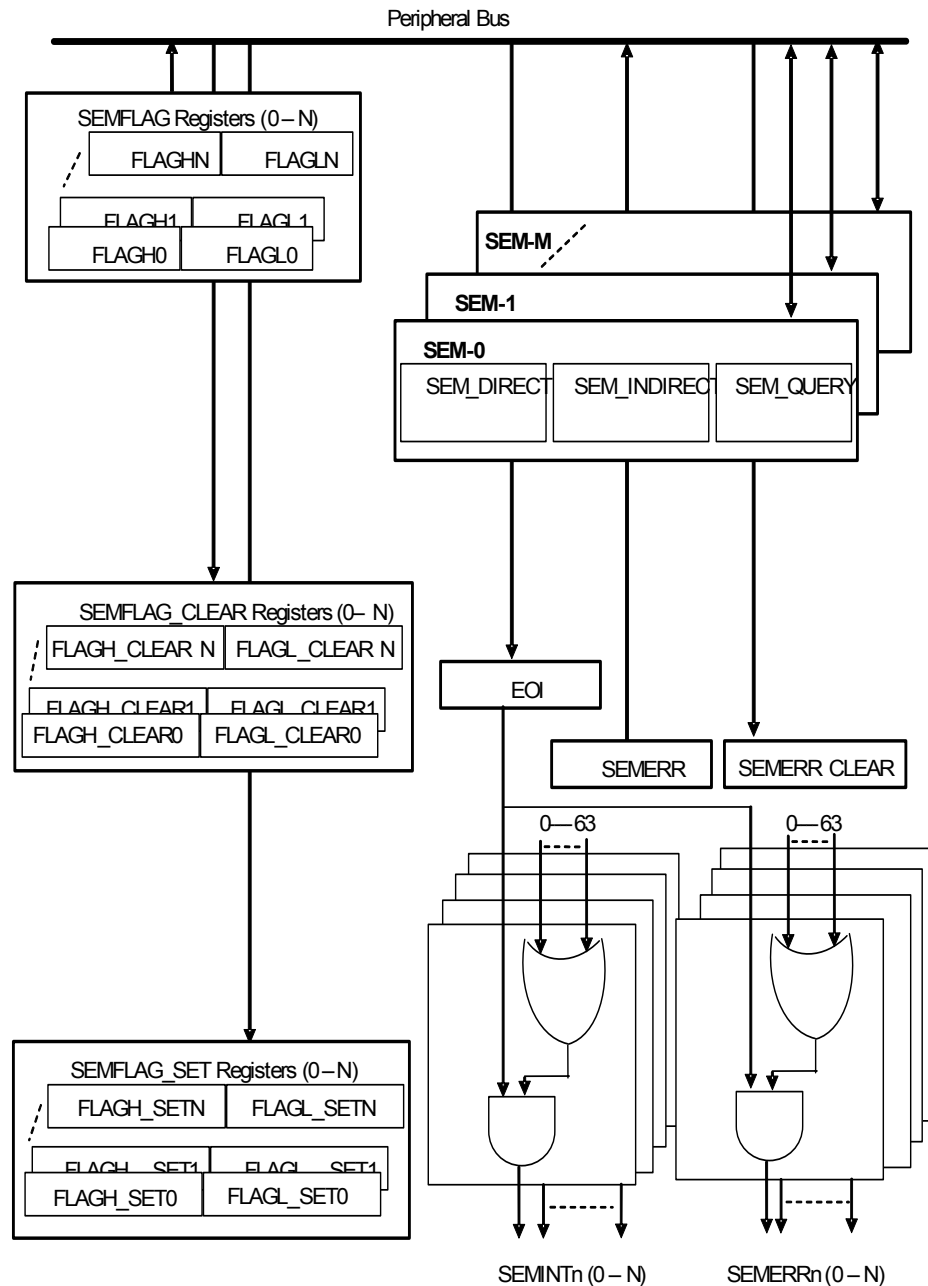 Peripheral Bus
SEMFLAG Registers (0 – N)
FLAGHN FLAGLN
FLAGH1 FLAGL1
FLAGH0 FLAGL0
SEM-M
SEM-1
SEM-0
SEM_DIRECT SEM_INDIRECT SEM_QUERY
SEMFLAG_CLEAR Registers (0 – N)
FLAGH_CLEAR N FLAGL_CLEAR N
FLAGH_CLEAR1 FLAGL_CLEAR1
FLAGH_CLEAR0 FLAGL_CLEAR0
EOI
SEMERR SEMERR CLEAR
0—63 0—63
SEMFLAG_SET Registers (0 – N)
FLAGH_SETN FLAGL_SETN
FLAGH_SET1 FLAGL_SET1
FLAGH_SET0 FLAGL_SET0
SEMINTn (0 – N) SEMERRn (0 – N)